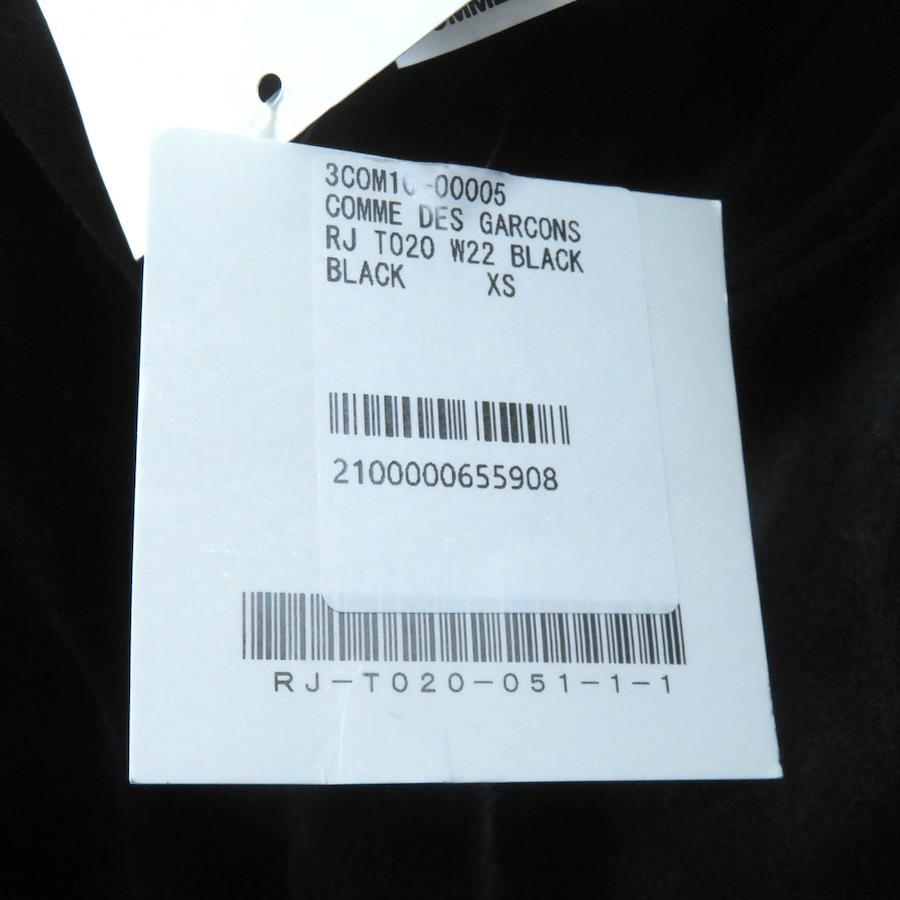 3COM10-00005
COMME DES GARCONS
RJ T020 W22 BLACK
BLACK XS
2100000655908
RJ-T020-051-1-1